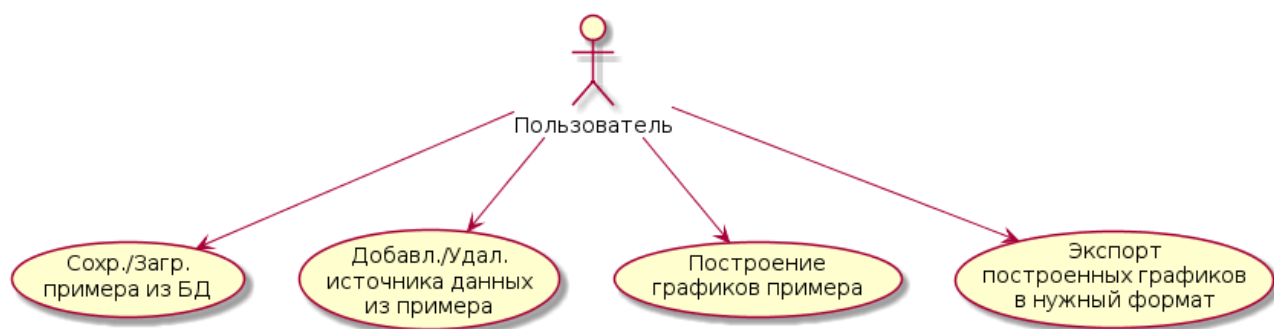 Пользователь
Сохр./Загр.
примера из БД
Добавл./Удал.
источника данных
из примера
Построение
графиков примера
Экспорт
построенных графиков
в нужный формат